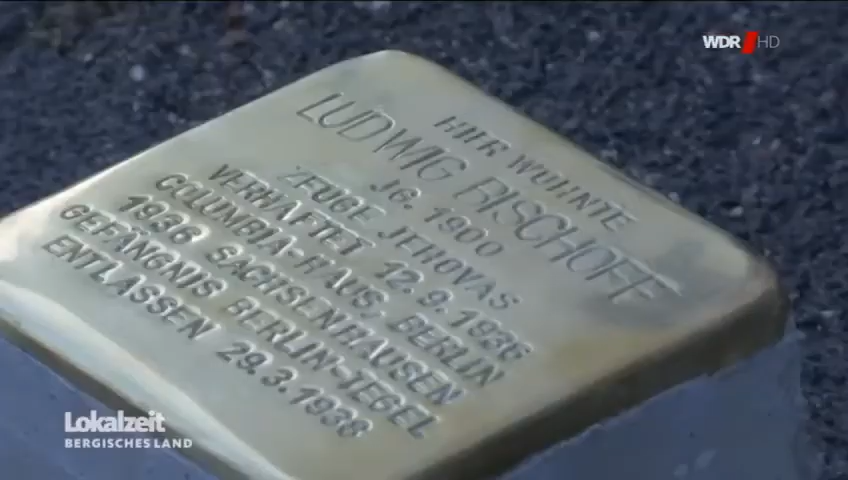 WDR HD
HIER WOHNTE
LUDWIG BISCHOFF
JG. 1900
ZEUGE JEHOVAS
VERHAFTET 12.9.1936
COLUMBIA-HAUS, BERLIN
1936 SACHSENHAUSEN
GEFÄNGNIS BERLIN-TEGEL
ENTLASSEN 29.3.1938
Lokalzeit
BERGISCHES LAND